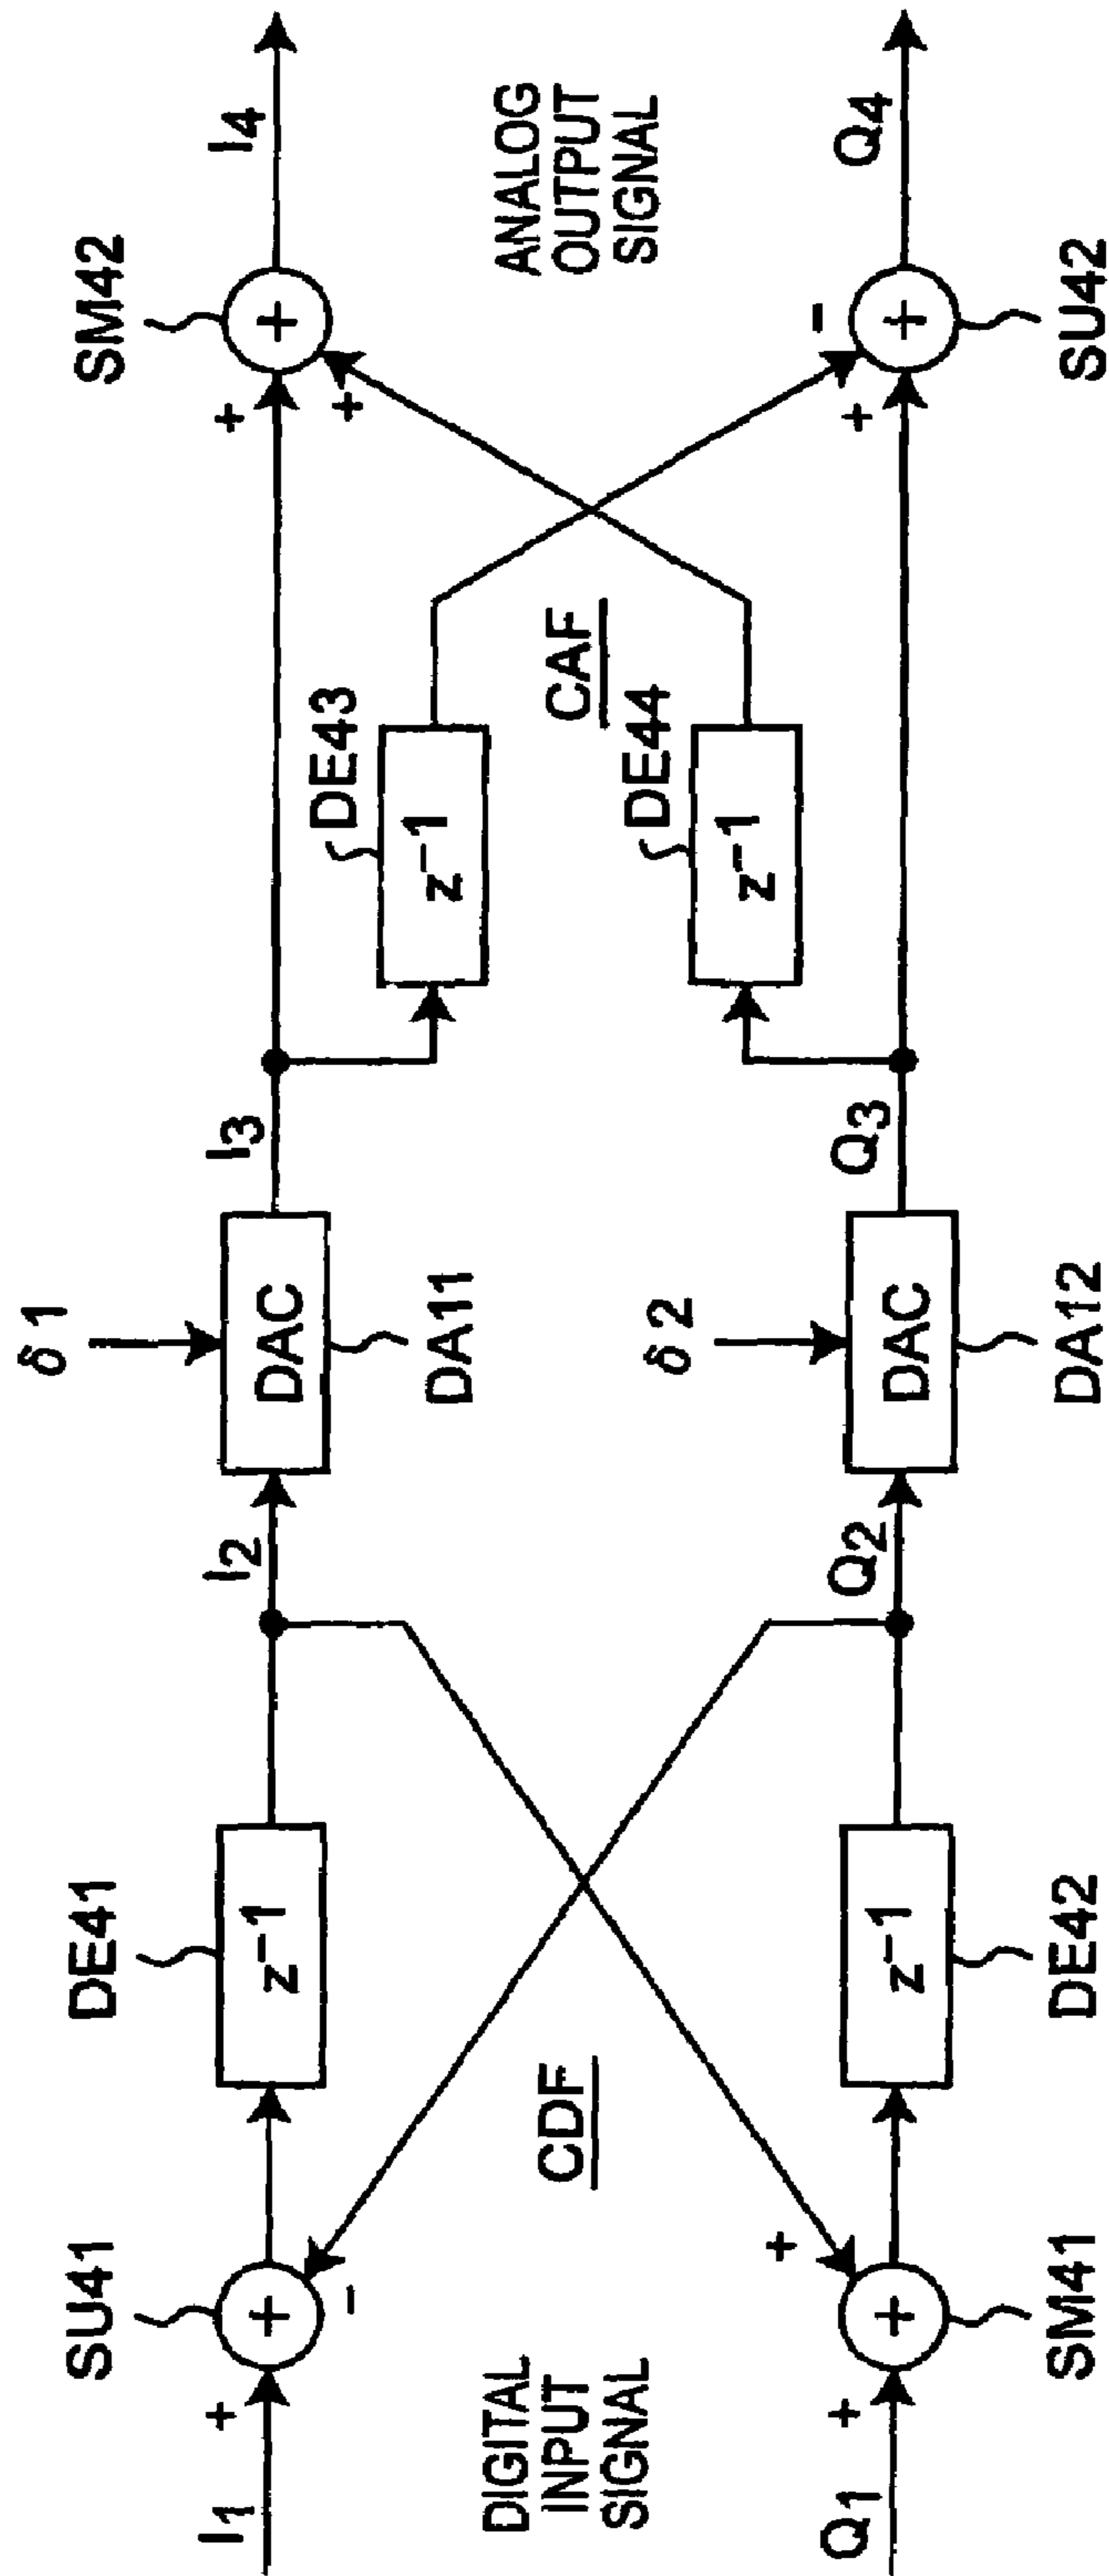 I1
+
SU41
-
DE41
z⁻¹
I2
δ1
DAC
DA11
I3
DE43
z⁻¹
+
+
SM42
I4
DIGITAL
INPUT
SIGNAL
CDF
CAF
ANALOG
OUTPUT
SIGNAL
Q1
+
+
SM41
z⁻¹
DE42
Q2
δ2
DAC
DA12
Q3
DE44
z⁻¹
-
+
SU42
Q4
+
+
+
+